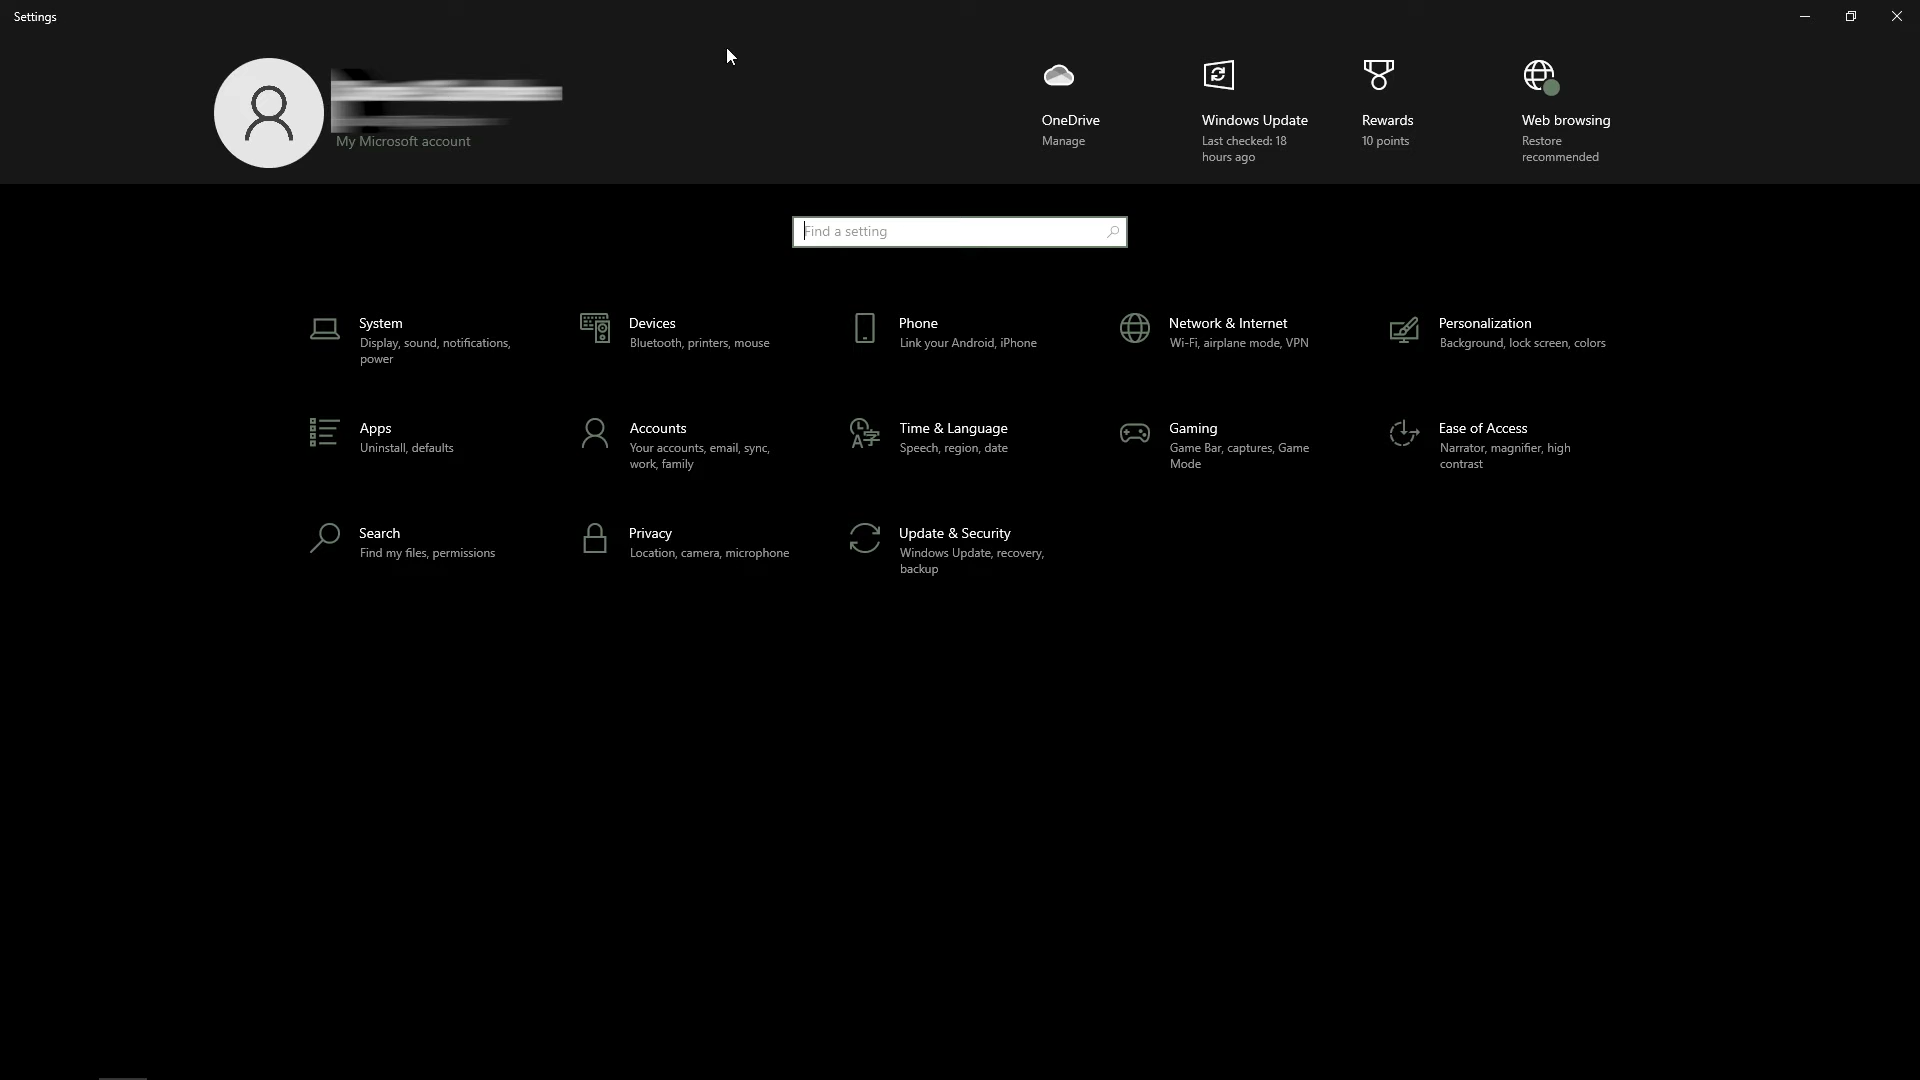 Settings
My Microsoft account
OneDrive
Manage
Windows Update
Last checked: 18
hours ago
Rewards
10 points
Web browsing
Restore
recommended
Find a setting
System
Display, sound, notifications,
power
Devices
Bluetooth, printers, mouse
Phone
Link your Android, iPhone
Network & Internet
Wi-Fi, airplane mode, VPN
Personalization
Background, lock screen, colors
Apps
Uninstall, defaults
Accounts
Your accounts, email, sync,
work, family
Time & Language
Speech, region, date
Gaming
Game Bar, captures, Game
Mode
Ease of Access
Narrator, magnifier, high
contrast
Search
Find my files, permissions
Privacy
Location, camera, microphone
Update & Security
Windows Update, recovery,
backup